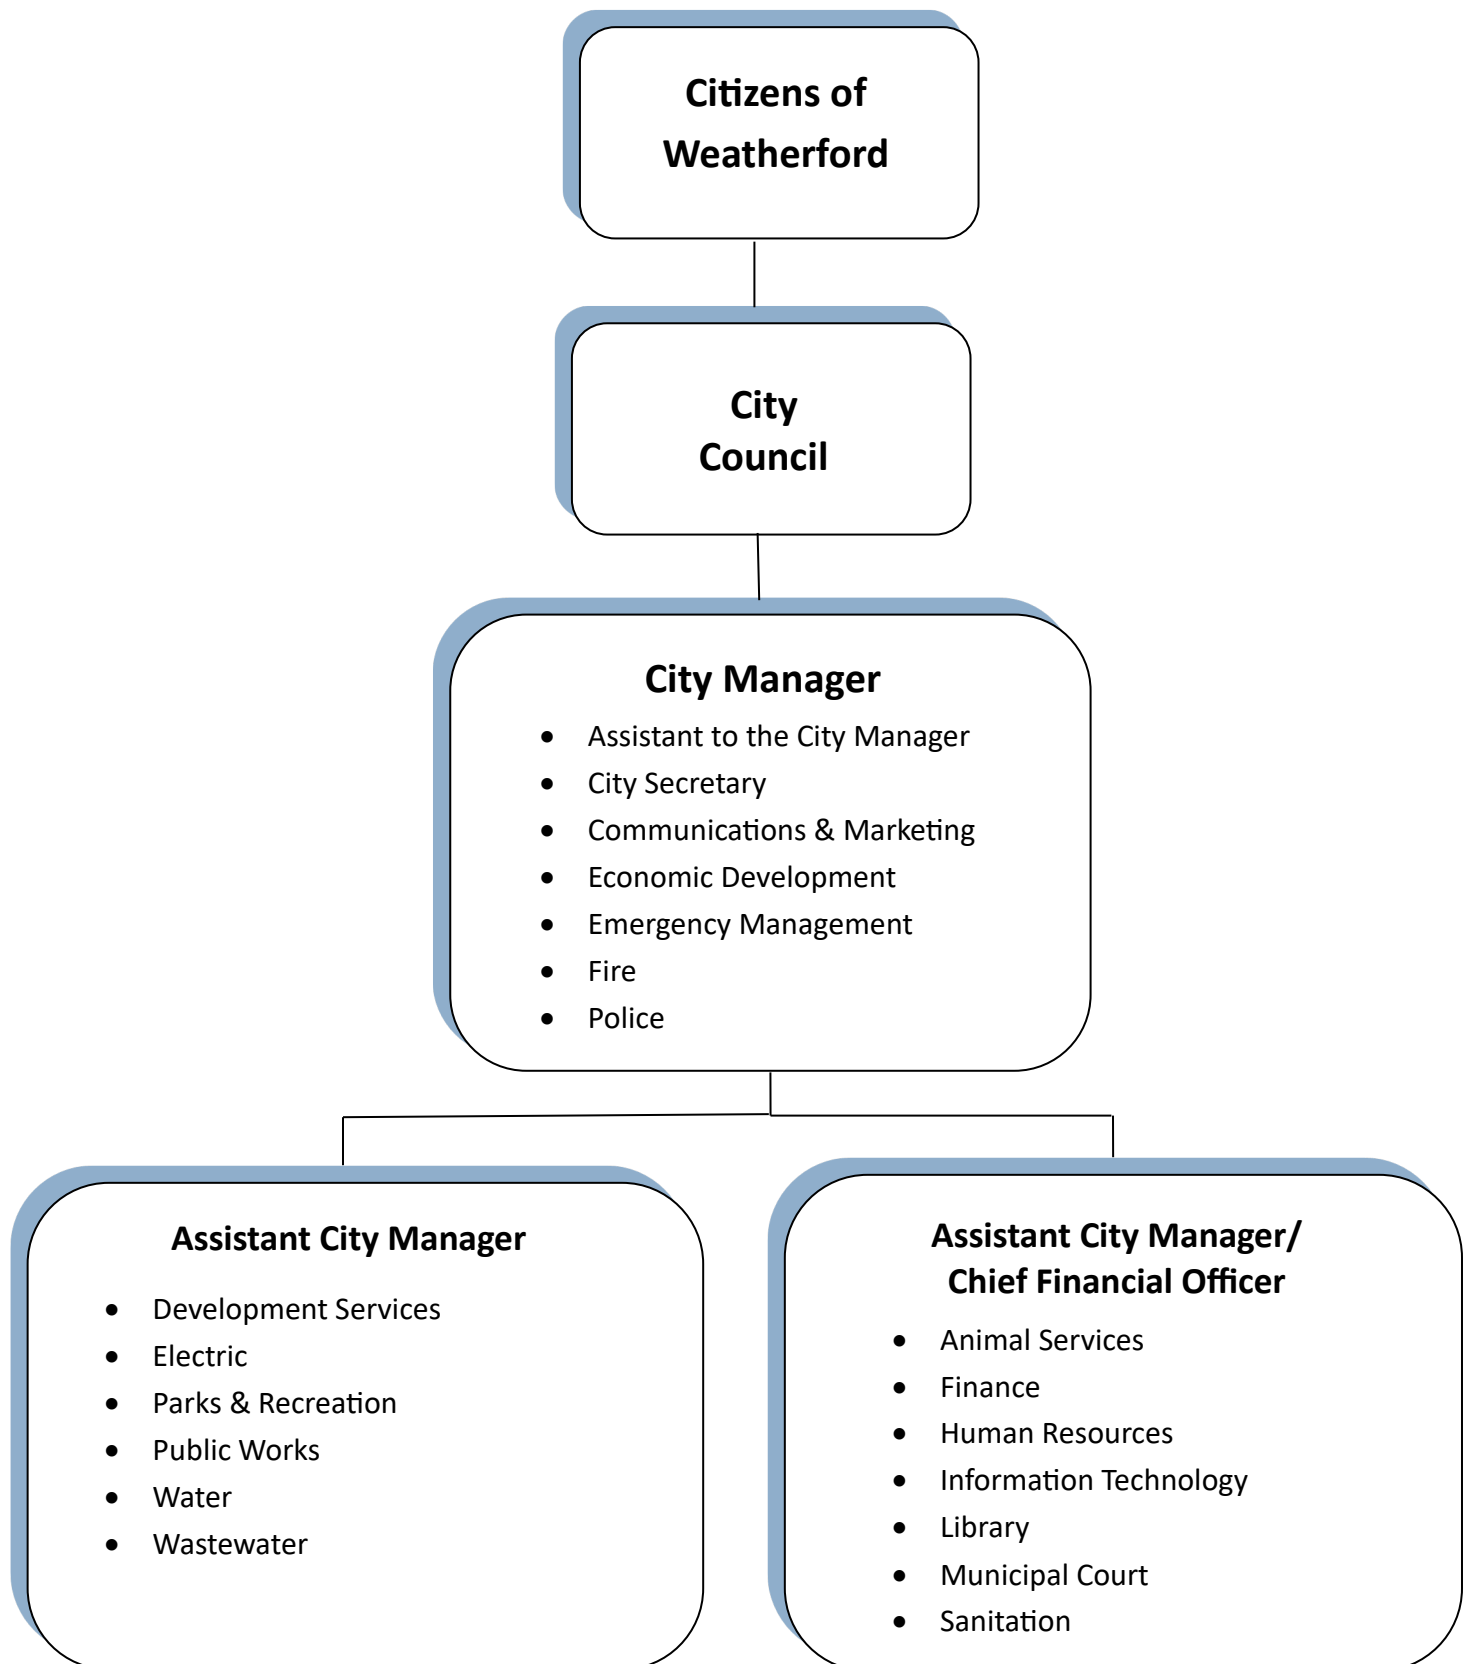 Citizens of
Weatherford
City
Council
City Manager
• Assistant to the City Manager
• City Secretary
• Communications & Marketing
• Economic Development
• Emergency Management
• Fire
• Police
Assistant City Manager
• Development Services
• Electric
• Parks & Recreation
• Public Works
• Water
• Wastewater
Assistant City Manager/
Chief Financial Officer
• Animal Services
• Finance
• Human Resources
• Information Technology
• Library
• Municipal Court
• Sanitation